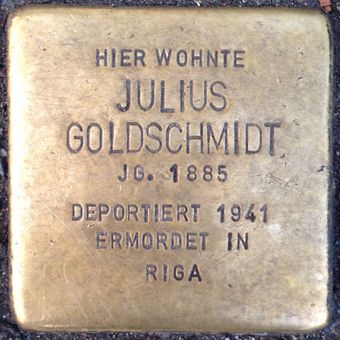 HIER WOHNTE
JULIUS
GOLDSCHMIDT
JG. 1885
DEPORTIERT 1941
ERMORDET IN
RIGA